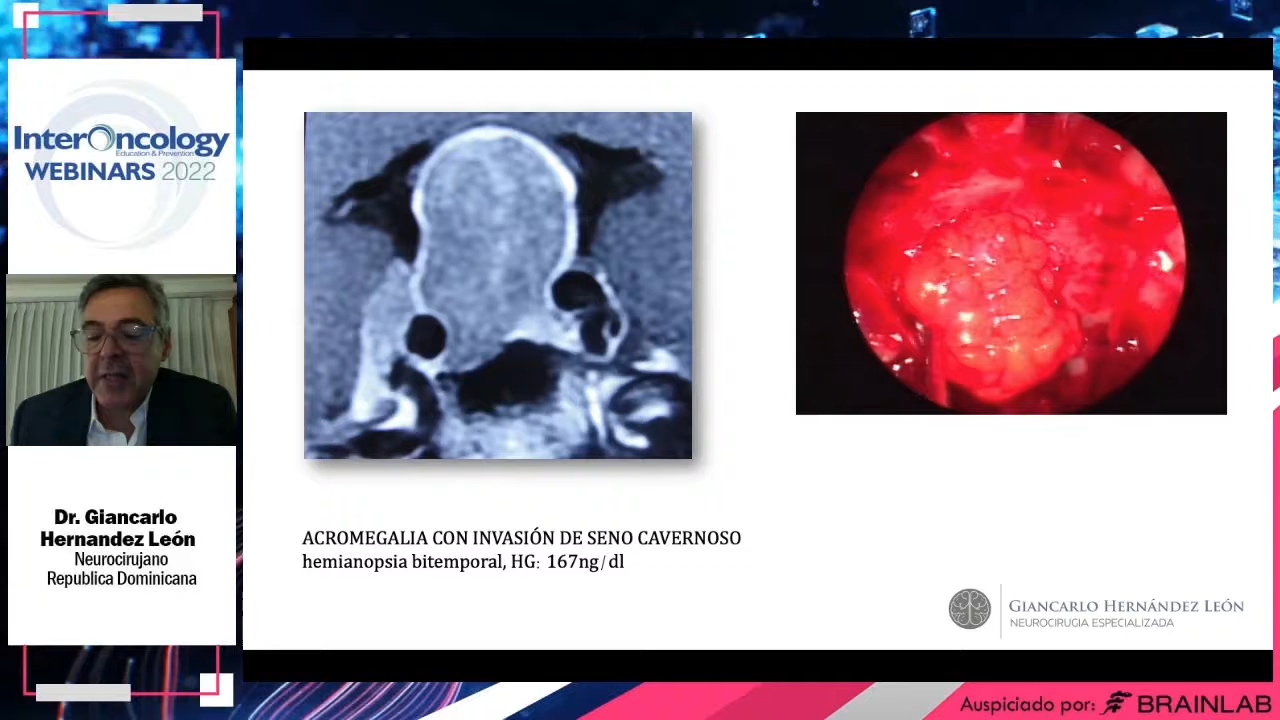 InterOncology
Education & Prevention
WEBINARS 2022
Dr. Giancarlo
Hernandez León
Neurocirujano
Republica Dominicana
ACROMEGALIA CON INVASIÓN DE SENO CAVERNOSO
hemianopsia bitemporal, HG: 167ng/dl
GIANCARLO HERNÁNDEZ LEÓN
NEUROCIRUGIA ESPECIALIZADA
Auspiciado por: BRAINLAB